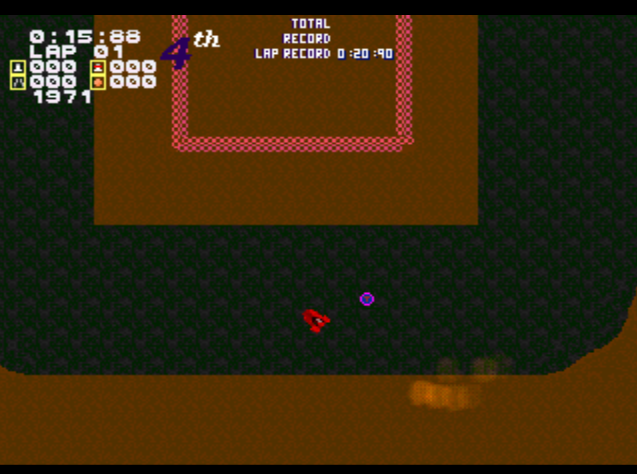 0:15:88
LAP 01
000 000
000 000
1971
4th
TOTAL
RECORD
LAP RECORD 0:20:90